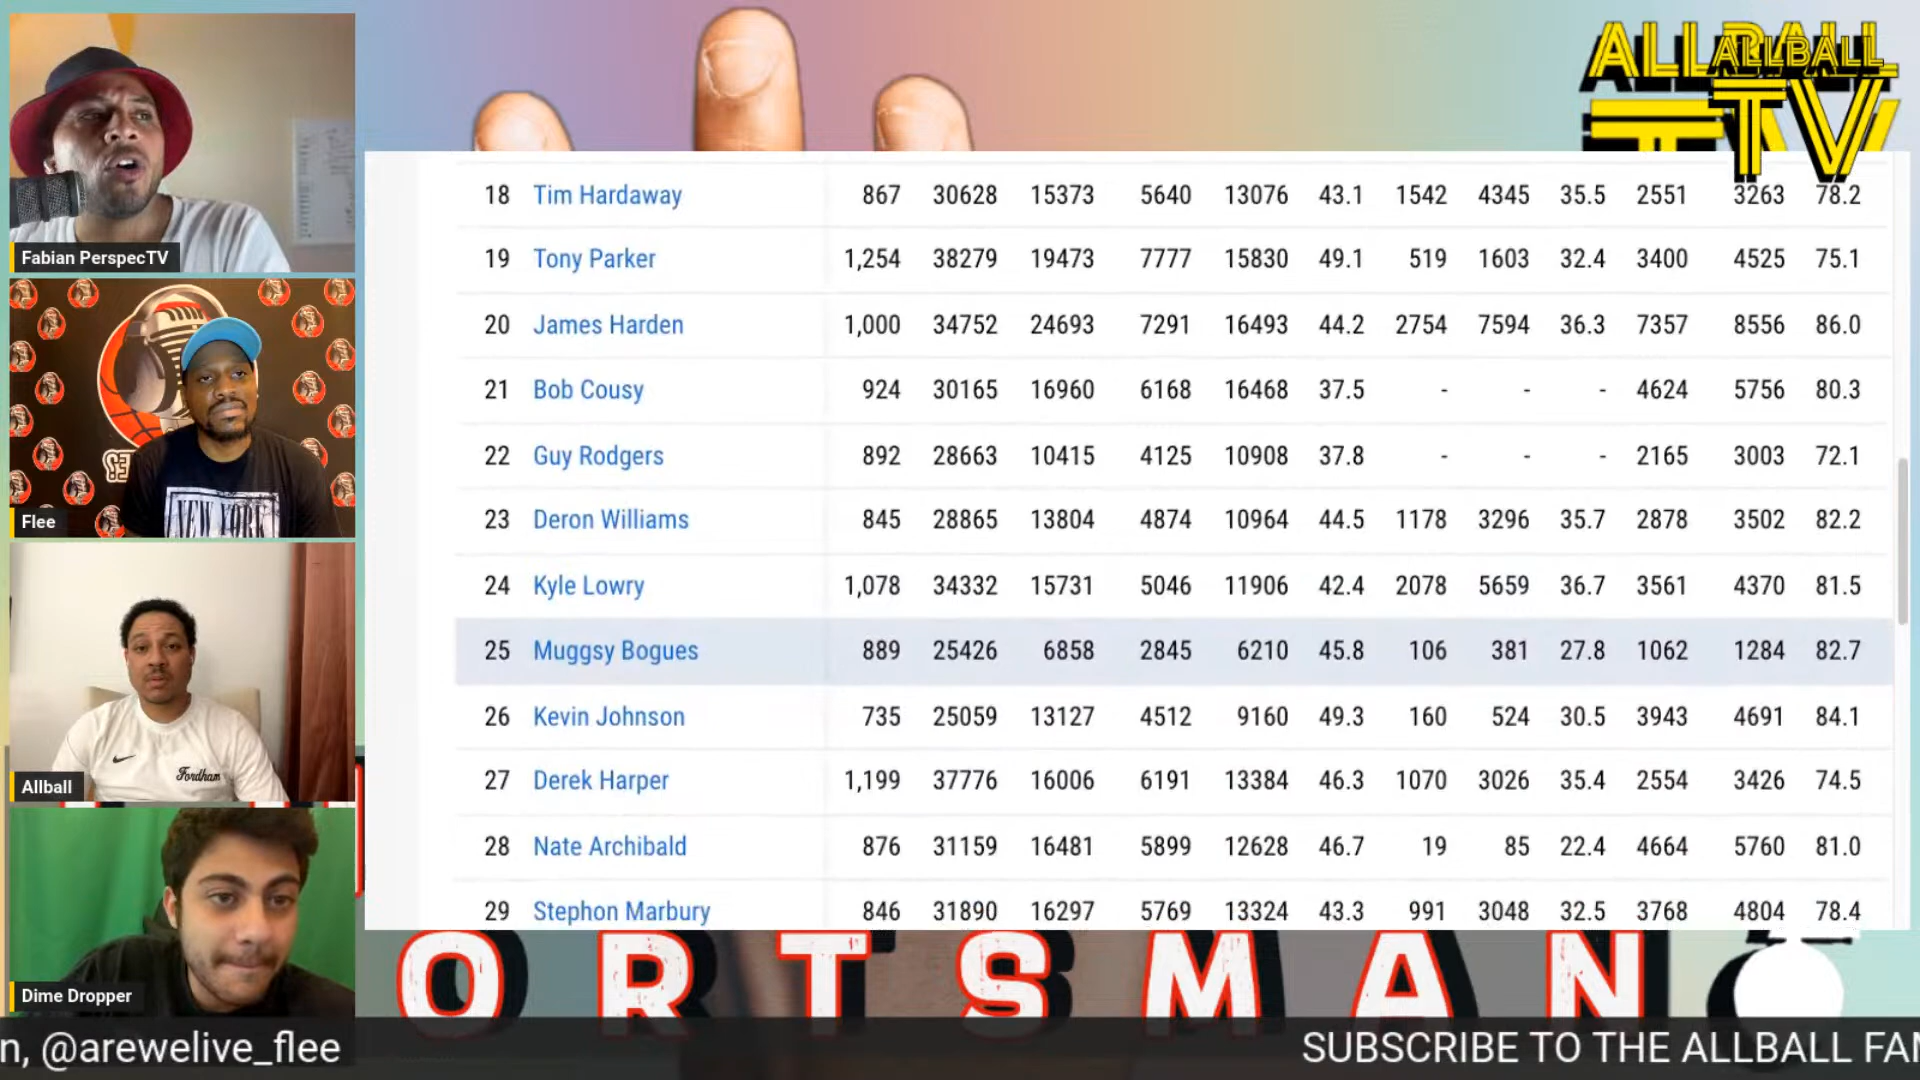 ALLBALL
TV
ALLBALL
TV
18 Tim Hardaway 867 30628 15373 5640 13076 43.1 1542 4345 35.5 2551 3263 78.2
19 Tony Parker 1,254 38279 19473 7777 15830 49.1 519 1603 32.4 3400 4525 75.1
20 James Harden 1,000 34752 24693 7291 16493 44.2 2754 7594 36.3 7357 8556 86.0
21 Bob Cousy 924 30165 16960 6168 16468 37.5 - - - 4624 5756 80.3
22 Guy Rodgers 892 28663 10415 4125 10908 37.8 - - - 2165 3003 72.1
23 Deron Williams 845 28865 13804 4874 10964 44.5 1178 3296 35.7 2878 3502 82.2
24 Kyle Lowry 1,078 34332 15731 5046 11906 42.4 2078 5659 36.7 3561 4370 81.5
25 Muggsy Bogues 889 25426 6858 2845 6210 45.8 106 381 27.8 1062 1284 82.7
26 Kevin Johnson 735 25059 13127 4512 9160 49.3 160 524 30.5 3943 4691 84.1
27 Derek Harper 1,199 37776 16006 6191 13384 46.3 1070 3026 35.4 2554 3426 74.5
28 Nate Archibald 876 31159 16481 5899 12628 46.7 19 85 22.4 4664 5760 81.0
29 Stephon Marbury 846 31890 16297 5769 13324 43.3 991 3048 32.5 3768 4804 78.4
Fabian PerspecTV
NEW YORK
Flee
Fordham
Allball
Dime Dropper
ORTSMAN
n, @arewelive_flee
SUBSCRIBE TO THE ALLBALL FAM